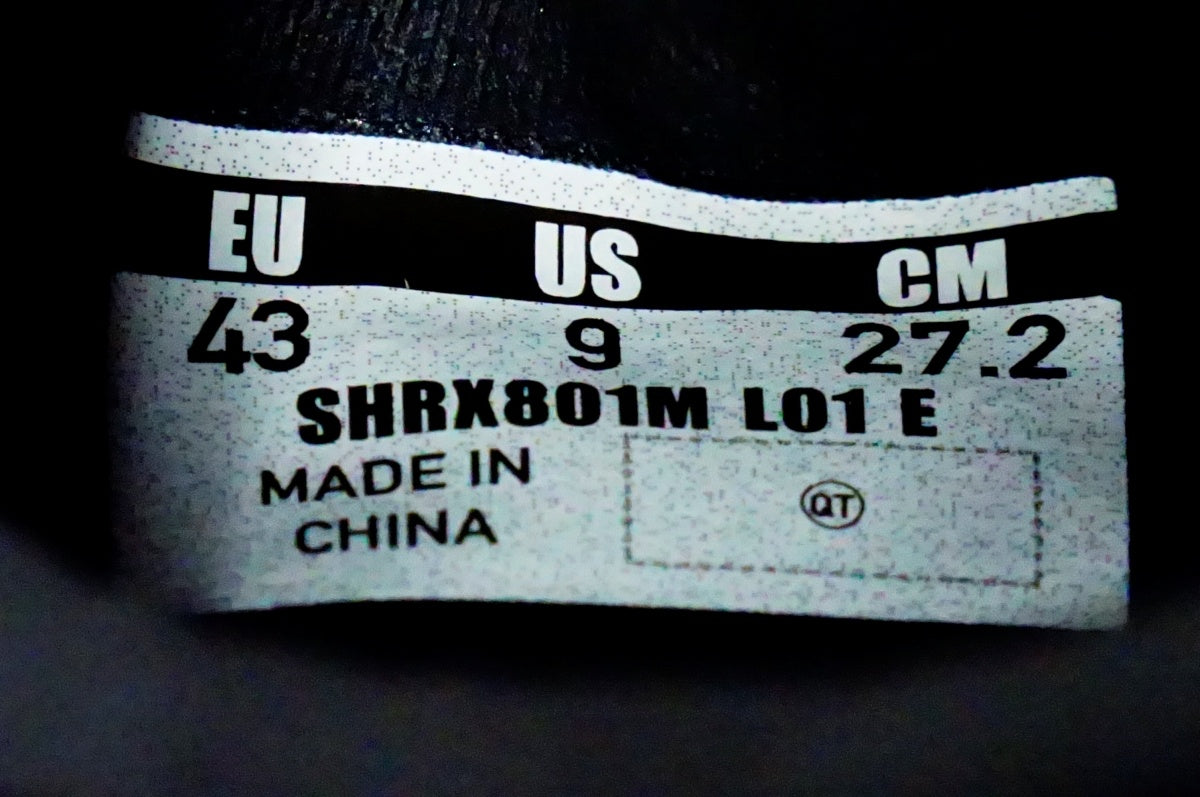 EU US CM
43 9 27.2
SHRX801M L01 E
MADE IN
CHINA
QT